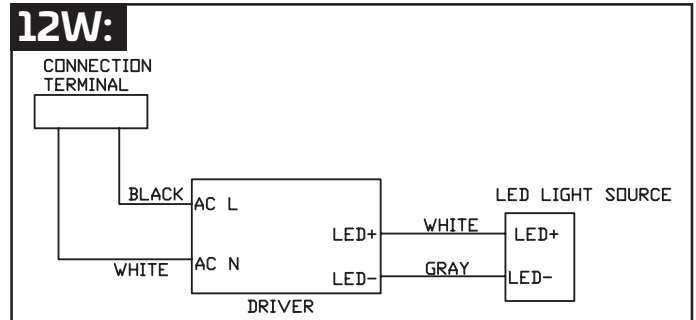 12W:
CONNECTION
TERMINAL
BLACK
AC L
LED LIGHT SOURCE
LED+
WHITE
LED+
WHITE
AC N
LED-
GRAY
LED-
DRIVER